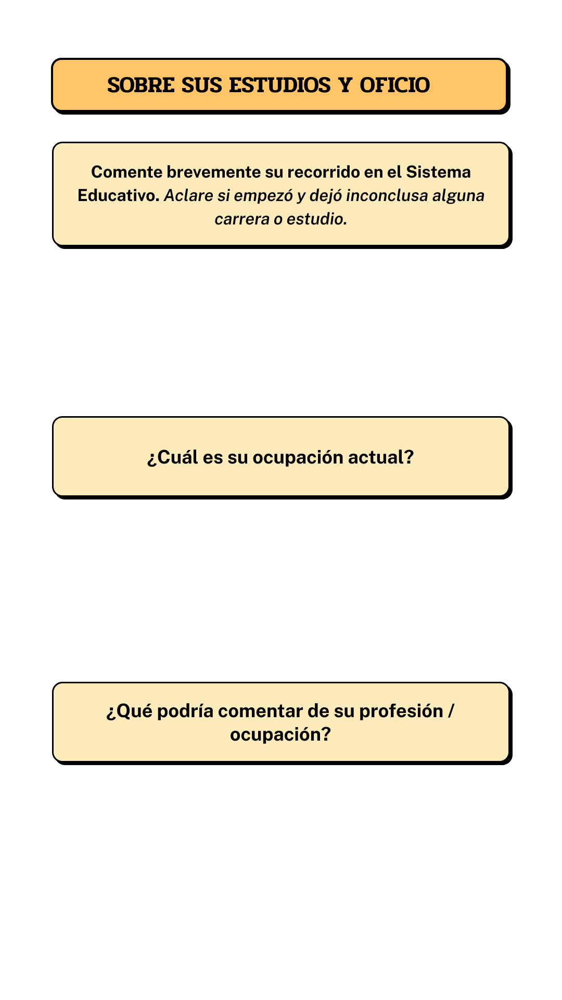 SOBRE SUS ESTUDIOS Y OFICIO
Comente brevemente su recorrido en el Sistema
Educativo. Aclare si empezó y dejó inconclusa alguna
carrera o estudio.
¿Cuál es su ocupación actual?
¿Qué podría comentar de su profesión /
ocupación?